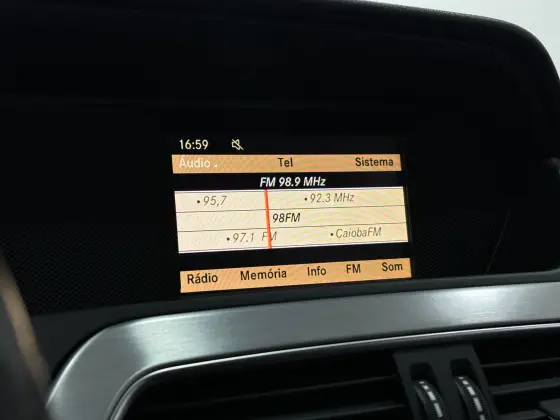 16:59
Áudio . Tel Sistema
FM 98.9 MHz
•95,7 •92.3 MHz
98FM
•97.1 FM •CaiobaFM
Rádio Memória Info FM Som